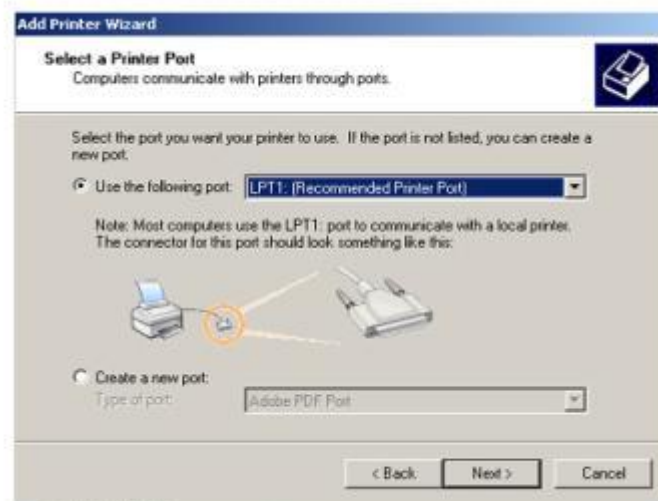 Add Printer Wizard
Select a Printer Port
Computers communicate with printers through ports.
Select the port you want your printer to use. If the port is not listed, you can create a
new port.
Use the following port: LPT1: (Recommended Printer Port)
Note: Most computers use the LPT1: port to communicate with a local printer.
The connector for this port should look something like this:
Create a new port:
Type of port: Adobe PDF Port
< Back Next > Cancel